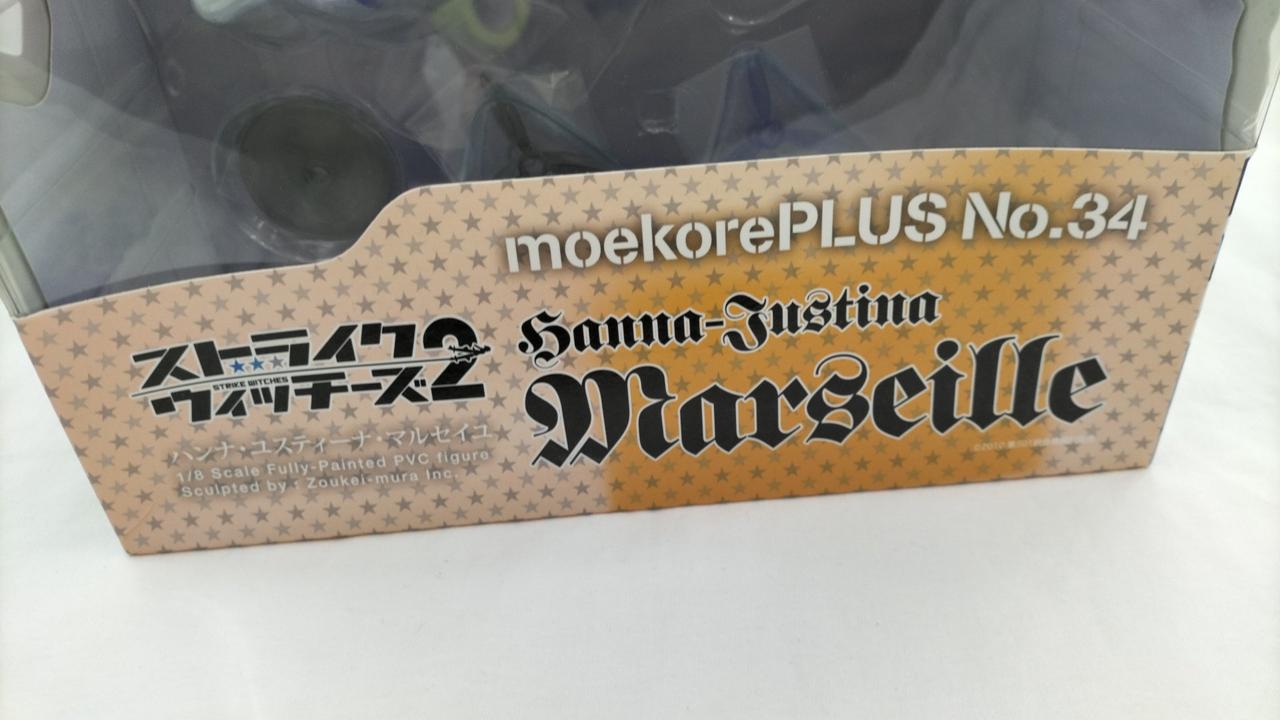 moekorePLUS No.34
ストライク
STRIKE WITCHES
ウィッチーズ2
Hanna-Justina
Marseille
ハンナ・ユスティーナ・マルセイユ
1/8 Scale Fully-Painted PVC figure
Sculpted by : Zoukei-mura Inc.